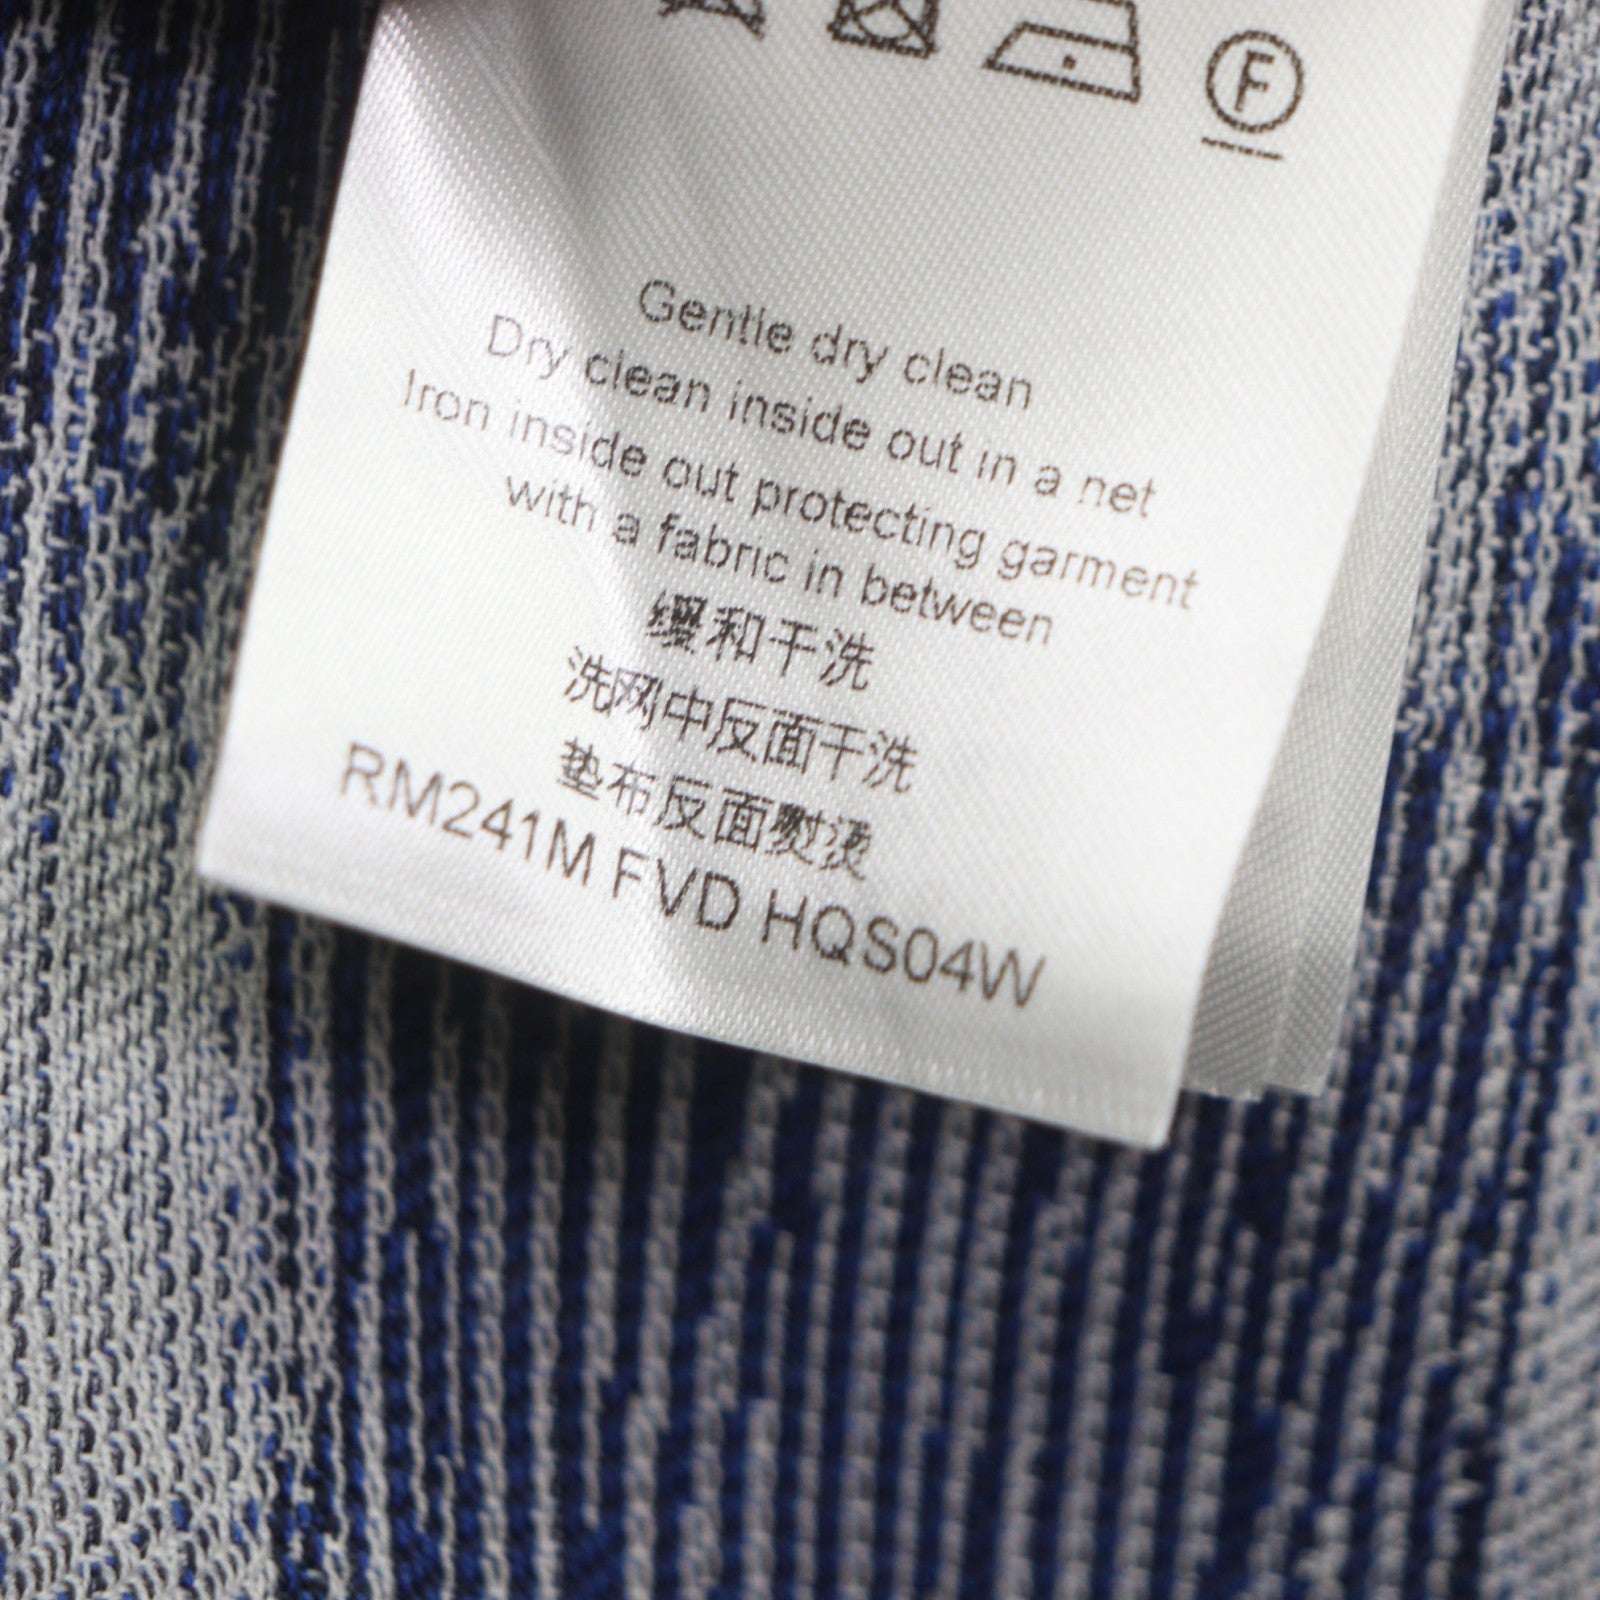 F
Gentle dry clean
Dry clean inside out in a net
Iron inside out protecting garment
with a fabric in between
缓和干洗
洗网中反面干洗
垫布反面熨烫
RM241M FVD HQS04W